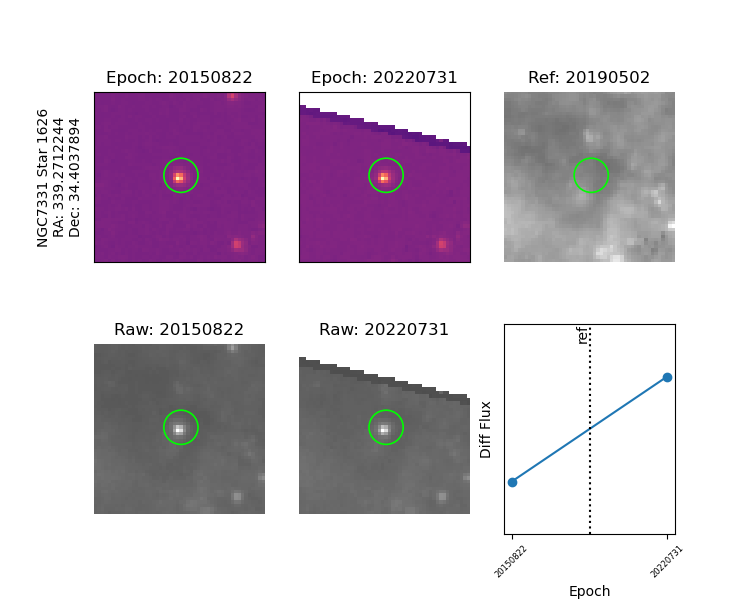 NGC7331 Star 1626
RA: 339.2712244
Dec: 34.4037894
Epoch: 20150822
Epoch: 20220731
Ref: 20190502
Raw: 20150822
Raw: 20220731
ref
Diff Flux
20150822
20220731
Epoch